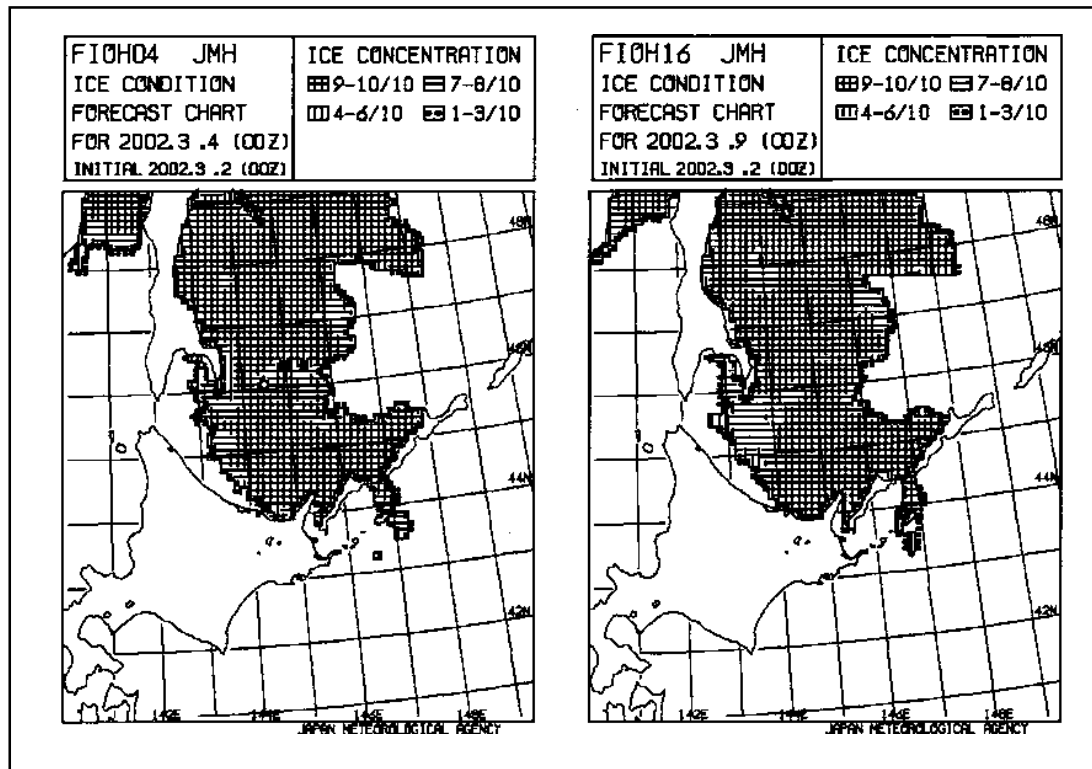 FIOH04 JMH
ICE CONDITION
FORECAST CHART
FOR 2002.3 .4 (00Z)
INITIAL 2002.3 .2 (00Z)
ICE CONCENTRATION
9-10/10 7-8/10
4-6/10 1-3/10
48N
46N
44N
42N
142E 144E 146E 148E
JAPAN METEOROLOGICAL AGENCY
FIOH16 JMH
ICE CONDITION
FORECAST CHART
FOR 2002.3 .9 (00Z)
INITIAL 2002.3 .2 (00Z)
ICE CONCENTRATION
9-10/10 7-8/10
4-6/10 1-3/10
48N
46N
44N
42N
142E 144E 146E 148E
JAPAN METEOROLOGICAL AGENCY